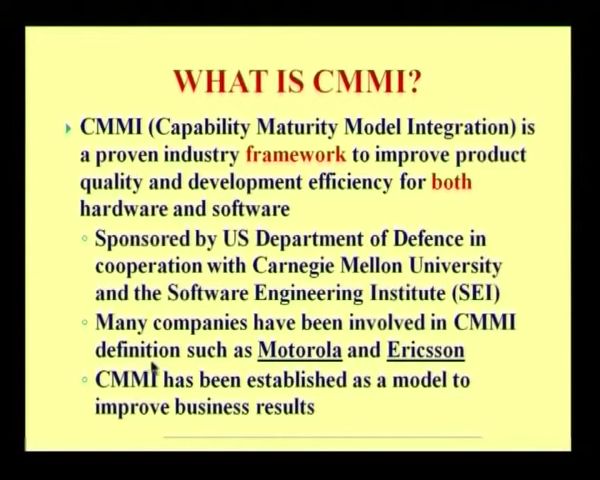 WHAT IS CMMI?
CMMI (Capability Maturity Model Integration) is
a proven industry framework to improve product
quality and development efficiency for both
hardware and software
Sponsored by US Department of Defence in
cooperation with Carnegie Mellon University
and the Software Engineering Institute (SEI)
Many companies have been involved in CMMI
definition such as Motorola and Ericsson
CMMI has been established as a model to
improve business results